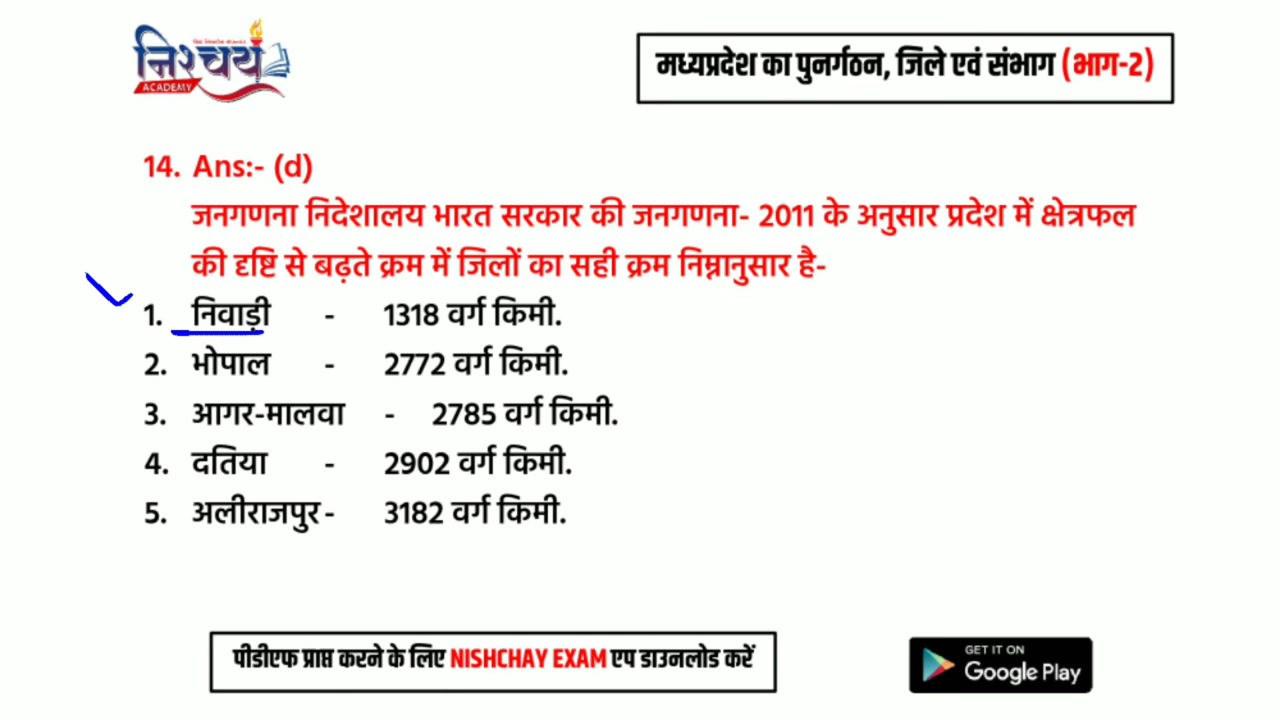 निश्चय
ACADEMY
मध्यप्रदेश का पुनर्गठन, जिले एवं संभाग (भाग-2)
14. Ans:- (d)
जनगणना निदेशालय भारत सरकार की जनगणना- 2011 के अनुसार प्रदेश में क्षेत्रफल
की दृष्टि से बढ़ते क्रम में जिलों का सही क्रम निम्नानुसार है-
1. निवाड़ी - 1318 वर्ग किमी.
2. भोपाल - 2772 वर्ग किमी.
3. आगर-मालवा - 2785 वर्ग किमी.
4. दतिया - 2902 वर्ग किमी.
5. अलीराजपुर - 3182 वर्ग किमी.
पीडीएफ प्राप्त करने के लिए NISHCHAY EXAM एप डाउनलोड करें
GET IT ON
Google Play